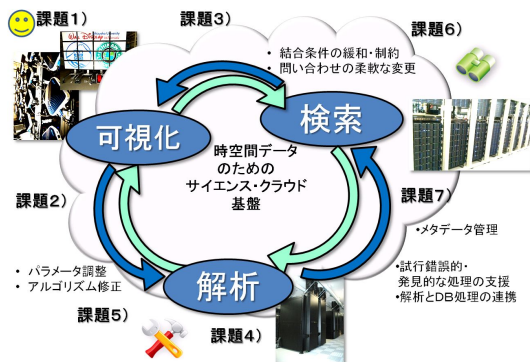 課題1)
課題3)
課題6)
・ 結合条件の緩和・制約
・ 問い合わせの柔軟な変更
可視化
検索
時空間データ
のための
サイエンス・クラウド
基盤
課題2)
課題7)
・メタデータ管理
・ パラメータ調整
・ アルゴリズム修正
・試行錯誤的・
発見的な処理の支援
・解析とDB処理の連携
解析
課題5)
課題4)